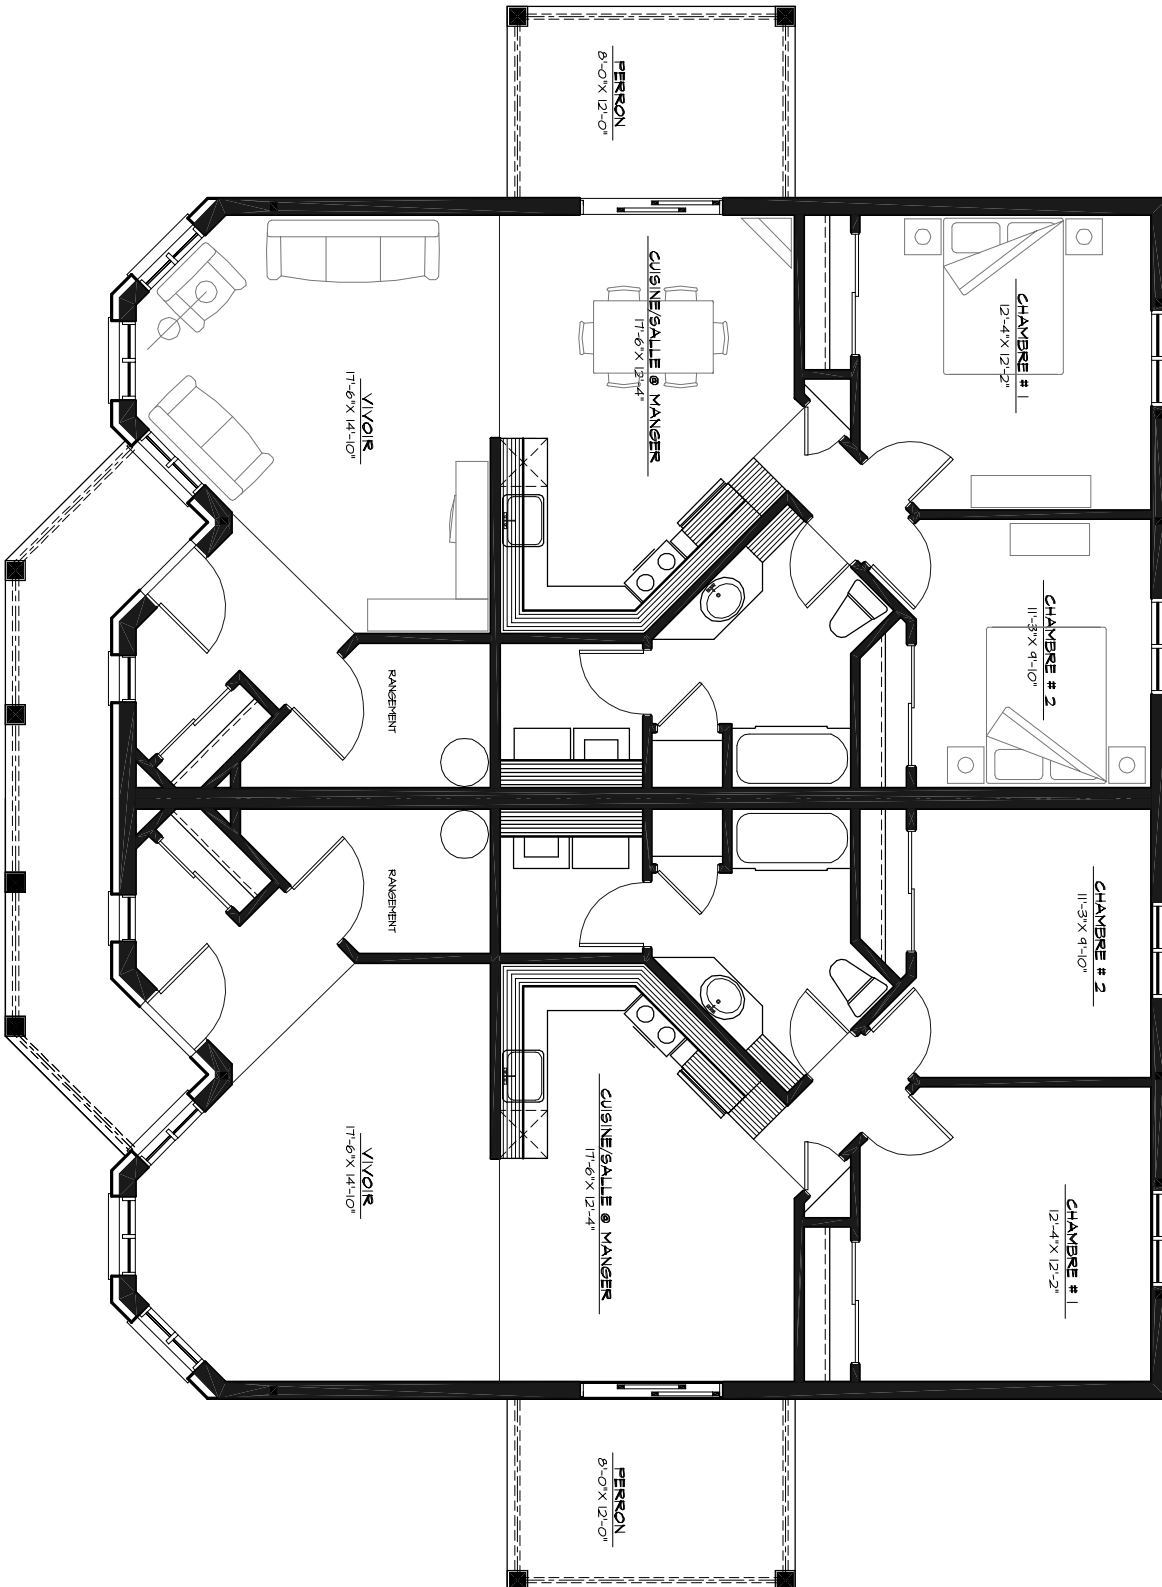 PERRON
8'-0"X 12'-0"
CHAMBRE # 1
12'-4"X 12'-2"
CUISINE/SALLE @ MANGER
17'-6"X 12'-4"
VIVOIR
17'-6"X 14'-10"
CHAMBRE # 2
11'-3"X 9'-10"
RANGEMENT
RANGEMENT
CHAMBRE # 2
11'-3"X 9'-10"
CUISINE/SALLE @ MANGER
17'-6"X 12'-4"
VIVOIR
17'-6"X 14'-10"
CHAMBRE # 1
12'-4"X 12'-2"
PERRON
8'-0"X 12'-0"